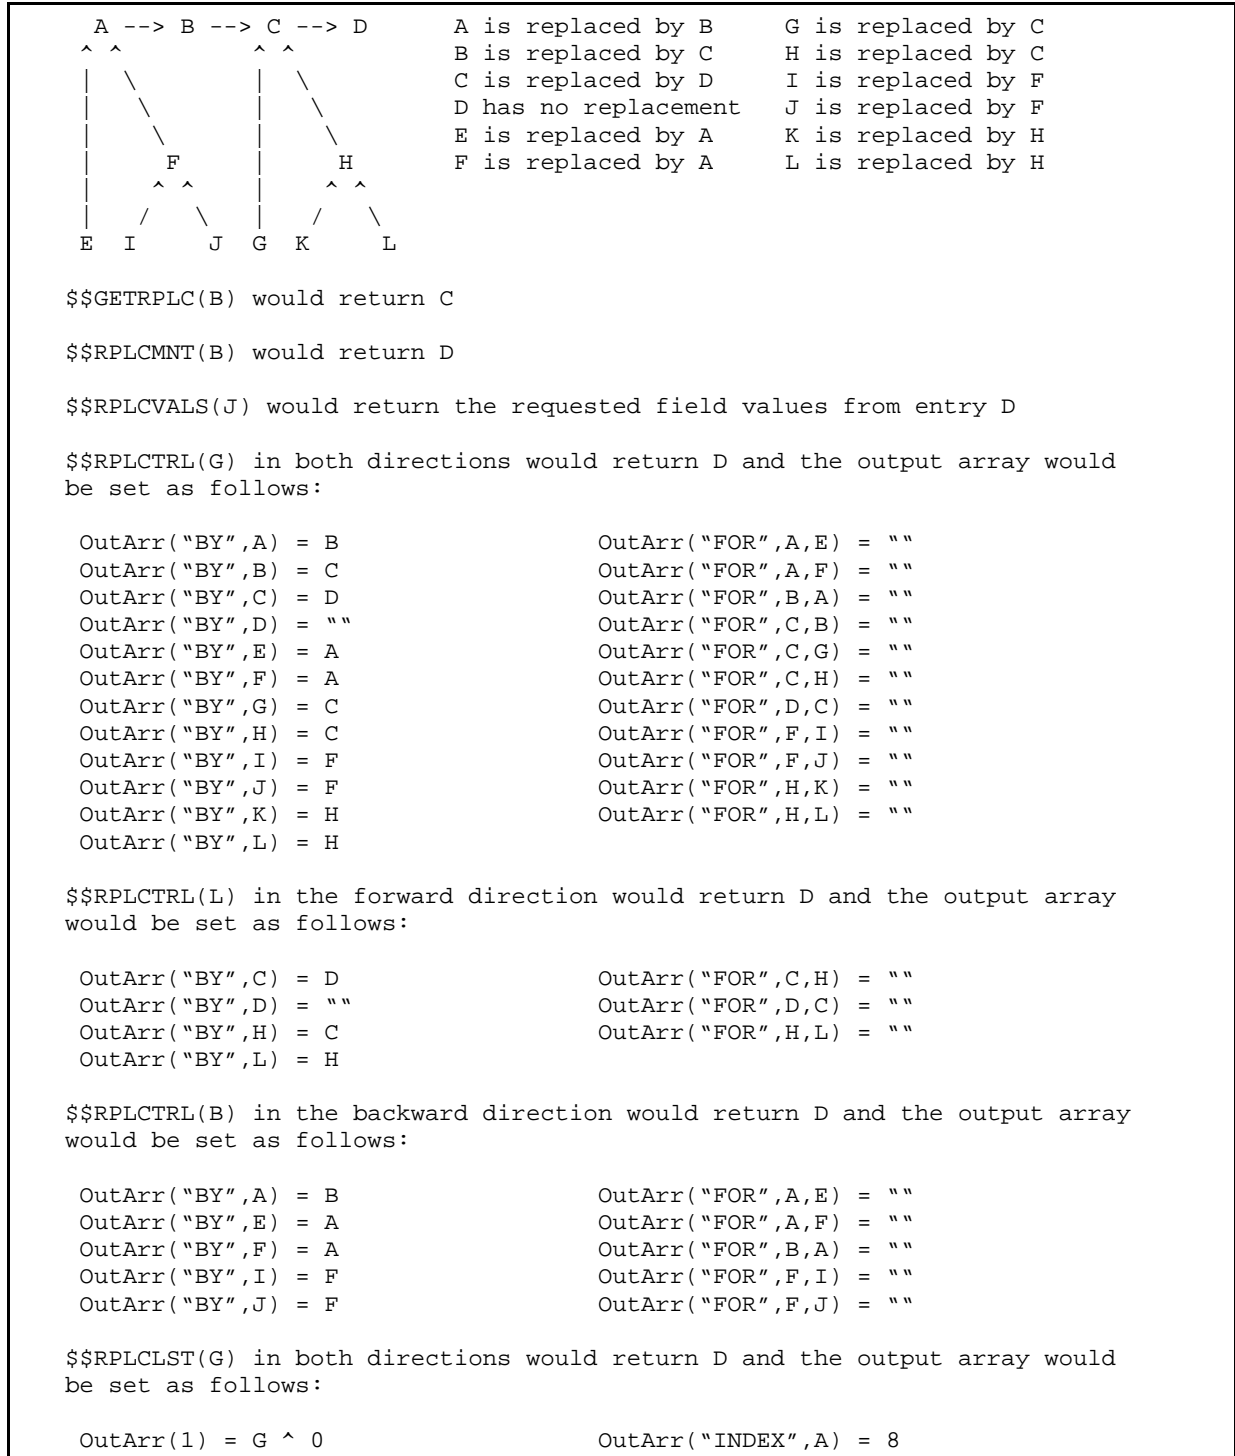 A --> B --> C --> D A is replaced by B G is replaced by C
^ ^ ^ ^ B is replaced by C H is replaced by C
| \ | \ C is replaced by D I is replaced by F
| \ | \ D has no replacement J is replaced by F
| \ | \ E is replaced by A K is replaced by H
| F | H F is replaced by A L is replaced by H
| ^ ^ | ^ ^
| / \ | / \
E I J G K L
$$GETRPLC(B) would return C
$$RPLCMNT(B) would return D
$$RPLCVALS(J) would return the requested field values from entry D
$$RPLCTRL(G) in both directions would return D and the output array would
be set as follows:
OutArr(“BY”,A) = B OutArr(“FOR”,A,E) = ““
OutArr(“BY”,B) = C OutArr(“FOR”,A,F) = ““
OutArr(“BY”,C) = D OutArr(“FOR”,B,A) = ““
OutArr(“BY”,D) = ““ OutArr(“FOR”,C,B) = ““
OutArr(“BY”,E) = A OutArr(“FOR”,C,G) = ““
OutArr(“BY”,F) = A OutArr(“FOR”,C,H) = ““
OutArr(“BY”,G) = C OutArr(“FOR”,D,C) = ““
OutArr(“BY”,H) = C OutArr(“FOR”,F,I) = ““
OutArr(“BY”,I) = F OutArr(“FOR”,F,J) = ““
OutArr(“BY”,J) = F OutArr(“FOR”,H,K) = ““
OutArr(“BY”,K) = H OutArr(“FOR”,H,L) = ““
OutArr(“BY”,L) = H
$$RPLCTRL(L) in the forward direction would return D and the output array
would be set as follows:
OutArr(“BY”,C) = D OutArr(“FOR”,C,H) = ““
OutArr(“BY”,D) = ““ OutArr(“FOR”,D,C) = ““
OutArr(“BY”,H) = C OutArr(“FOR”,H,L) = ““
OutArr(“BY”,L) = H
$$RPLCTRL(B) in the backward direction would return D and the output array
would be set as follows:
OutArr(“BY”,A) = B OutArr(“FOR”,A,E) = ““
OutArr(“BY”,E) = A OutArr(“FOR”,A,F) = ““
OutArr(“BY”,F) = A OutArr(“FOR”,B,A) = ““
OutArr(“BY”,I) = F OutArr(“FOR”,F,I) = ““
OutArr(“BY”,J) = F OutArr(“FOR”,F,J) = ““
$$RPLCLST(G) in both directions would return D and the output array would
be set as follows:
OutArr(1) = G ^ 0 OutArr(“INDEX”,A) = 8